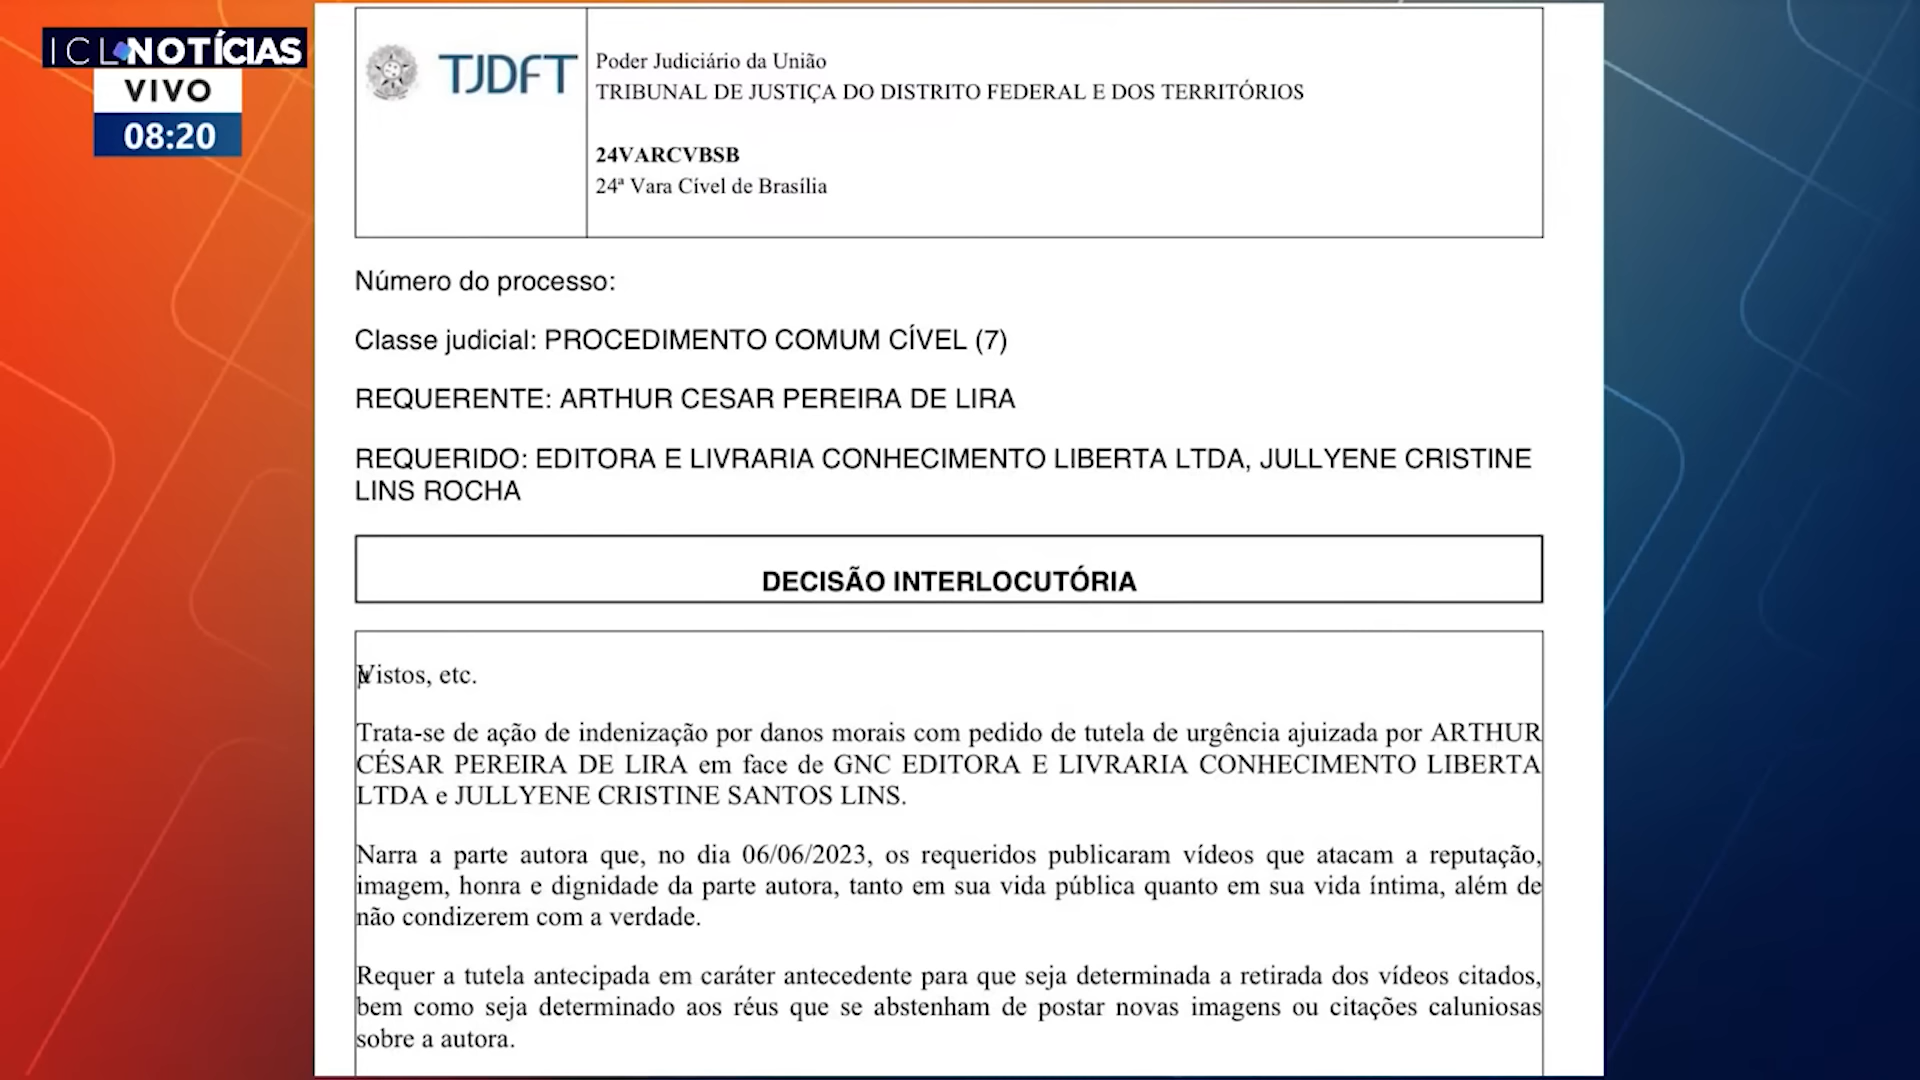 ICL NOTÍCIAS
VIVO
08:20
TJDFT
Poder Judiciário da União
TRIBUNAL DE JUSTIÇA DO DISTRITO FEDERAL E DOS TERRITÓRIOS
24VARCVBSB
24ª Vara Cível de Brasília
Número do processo:
Classe judicial: PROCEDIMENTO COMUM CÍVEL (7)
REQUERENTE: ARTHUR CESAR PEREIRA DE LIRA
REQUERIDO: EDITORA E LIVRARIA CONHECIMENTO LIBERTA LTDA, JULLYENE CRISTINE
LINS ROCHA
DECISÃO INTERLOCUTÓRIA
Vistos, etc.
Trata-se de ação de indenização por danos morais com pedido de tutela de urgência ajuizada por ARTHUR
CÉSAR PEREIRA DE LIRA em face de GNC EDITORA E LIVRARIA CONHECIMENTO LIBERTA
LTDA e JULLYENE CRISTINE SANTOS LINS.
Narra a parte autora que, no dia 06/06/2023, os requeridos publicaram vídeos que atacam a reputação,
imagem, honra e dignidade da parte autora, tanto em sua vida pública quanto em sua vida íntima, além de
não condizerem com a verdade.
Requer a tutela antecipada em caráter antecedente para que seja determinada a retirada dos vídeos citados,
bem como seja determinado aos réus que se abstenham de postar novas imagens ou citações caluniosas
sobre a autora.